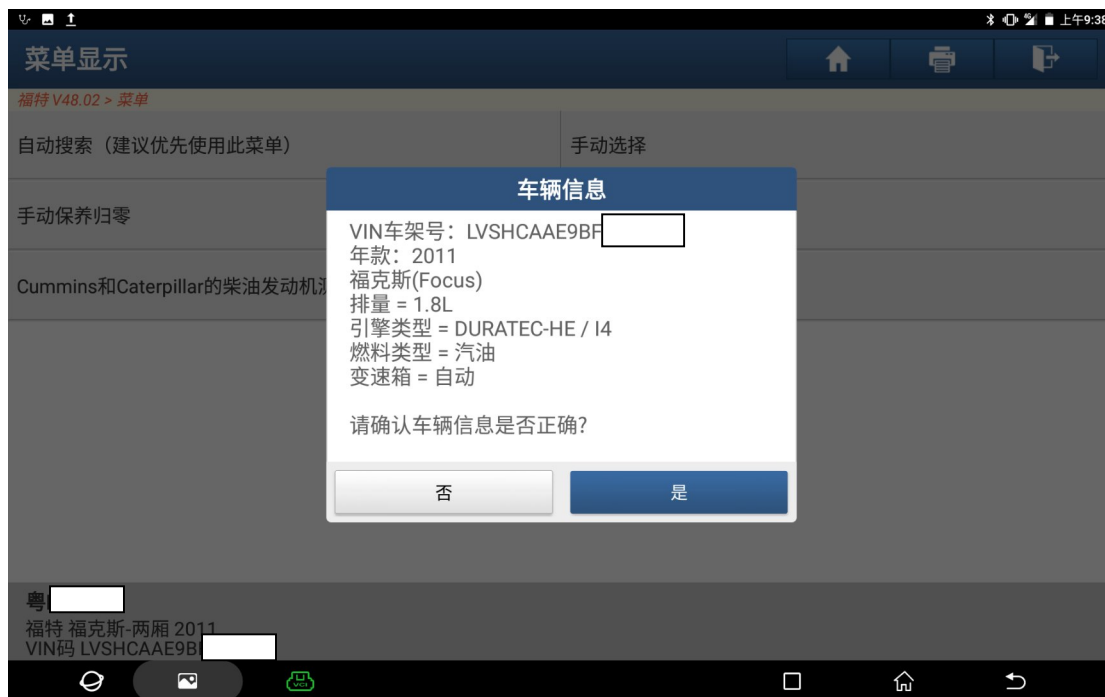 上午9:38
菜单显示
福特 V48.02 > 菜单
自动搜索（建议优先使用此菜单）
手动选择
手动保养归零
Cummins和Caterpillar的柴油发动机
车辆信息
VIN车架号：LVSHCAAE9BF
年款：2011
福克斯(Focus)
排量 = 1.8L
引擎类型 = DURATEC-HE / I4
燃料类型 = 汽油
变速箱 = 自动
请确认车辆信息是否正确?
否
是
粤
福特 福克斯-两厢 2011
VIN码 LVSHCAAE9B
VCI